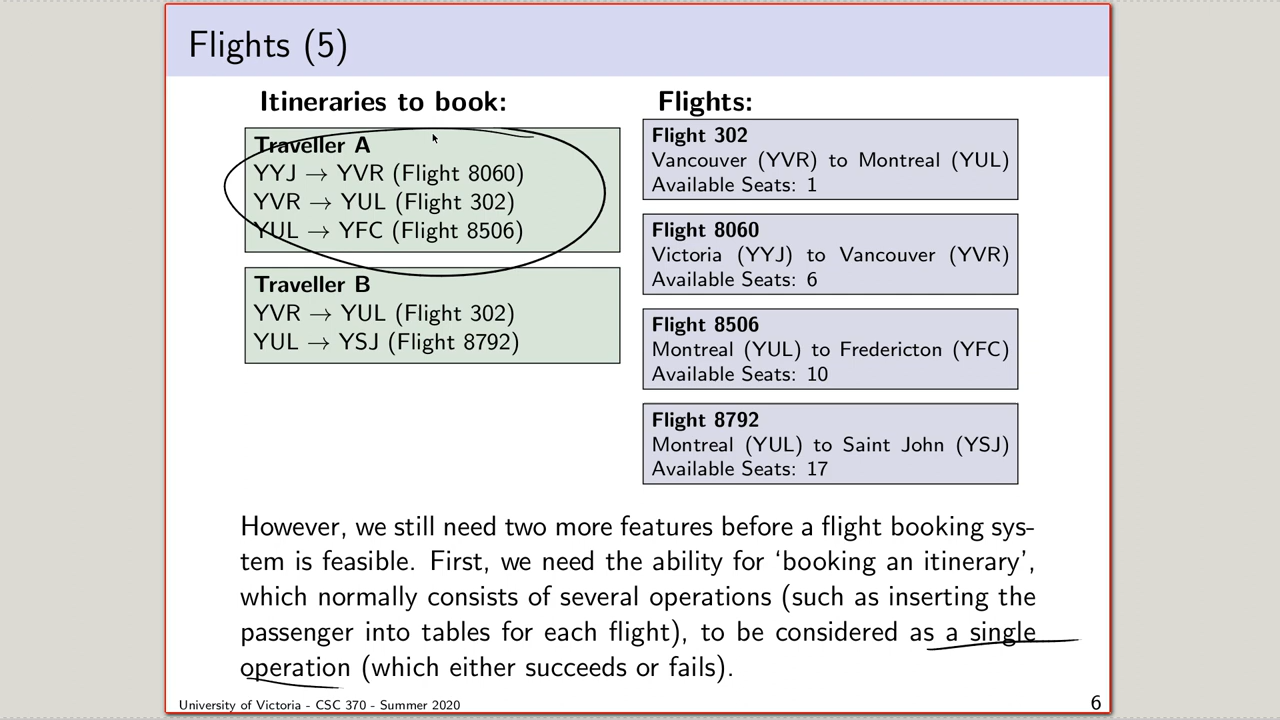 Flights (5)
Itineraries to book:
Traveller A
YYJ → YVR (Flight 8060)
YVR → YUL (Flight 302)
YUL → YFC (Flight 8506)
Traveller B
YVR → YUL (Flight 302)
YUL → YSJ (Flight 8792)
Flights:
Flight 302
Vancouver (YVR) to Montreal (YUL)
Available Seats: 1
Flight 8060
Victoria (YYJ) to Vancouver (YVR)
Available Seats: 6
Flight 8506
Montreal (YUL) to Fredericton (YFC)
Available Seats: 10
Flight 8792
Montreal (YUL) to Saint John (YSJ)
Available Seats: 17
However, we still need two more features before a flight booking sys-
tem is feasible. First, we need the ability for ‘booking an itinerary’,
which normally consists of several operations (such as inserting the
passenger into tables for each flight), to be considered as a single
operation (which either succeeds or fails).
University of Victoria - CSC 370 - Summer 2020
6